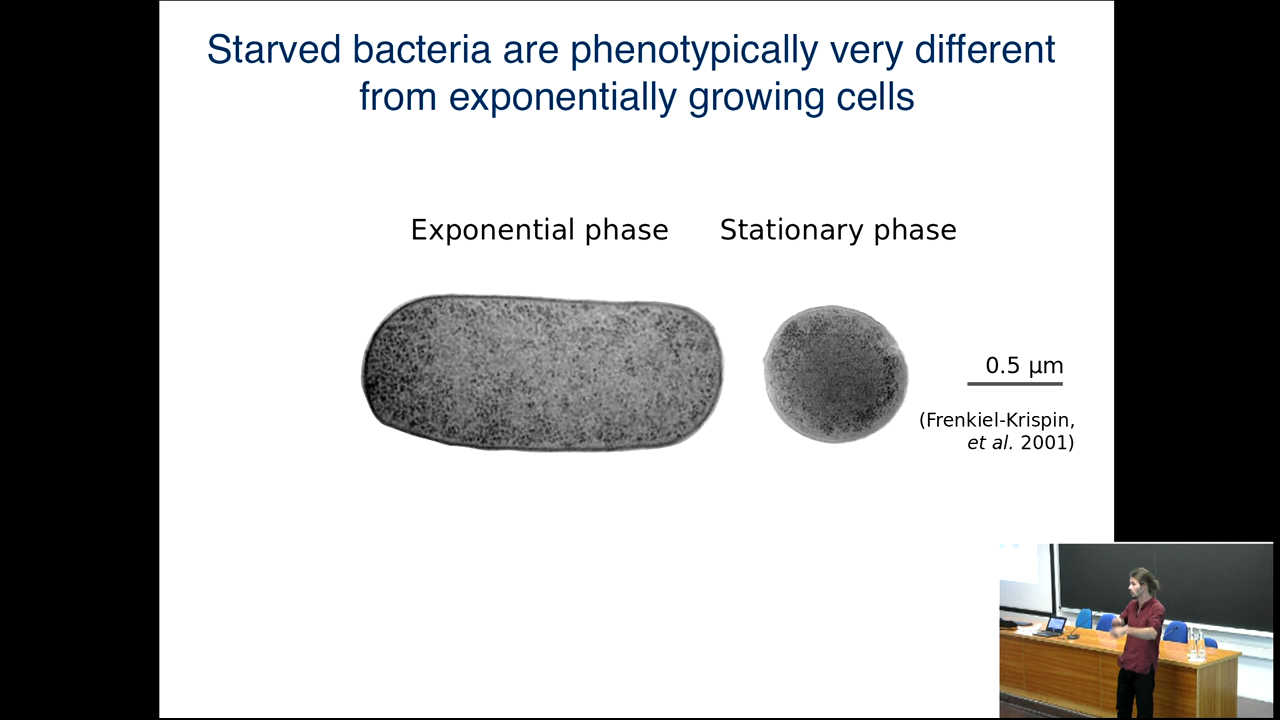 Starved bacteria are phenotypically very different
from exponentially growing cells
Exponential phase
Stationary phase
0.5 µm
(Frenkiel-Krispin,
et al. 2001)